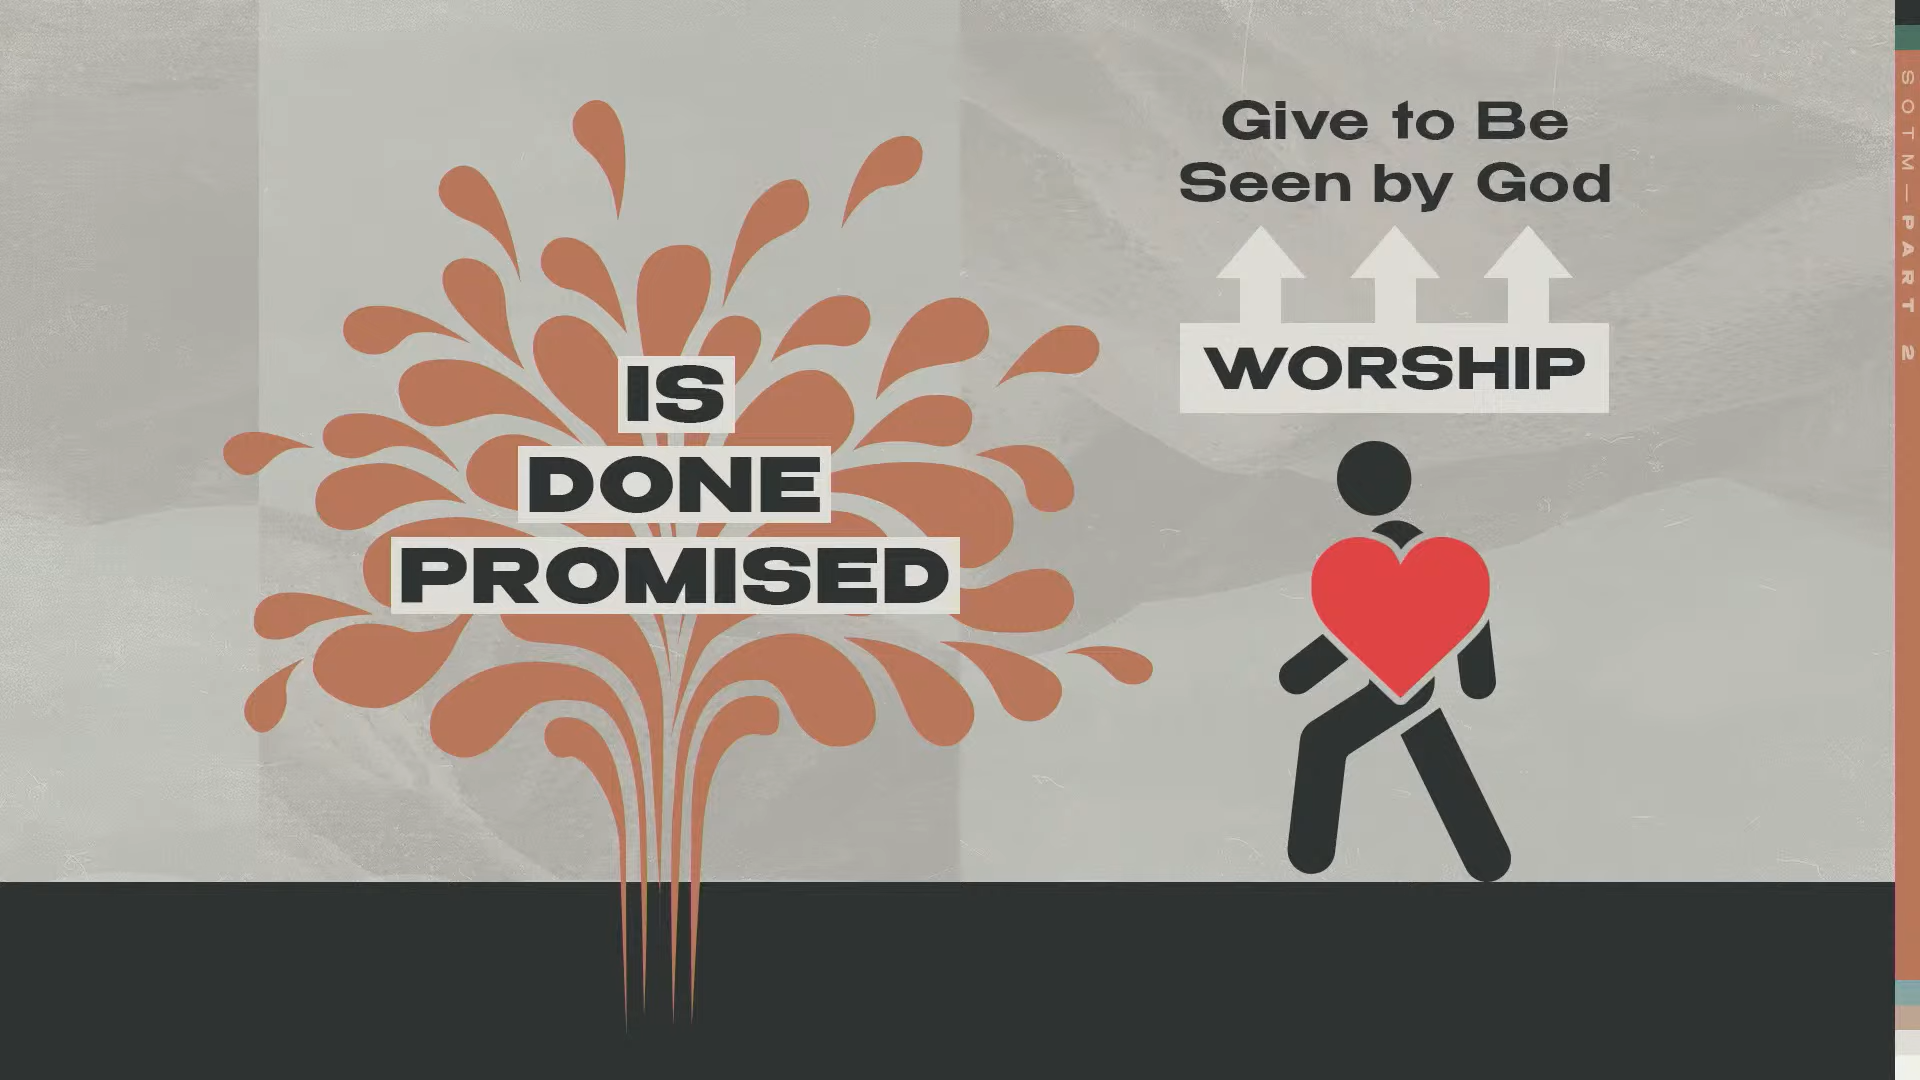 IS
DONE
PROMISED
Give to Be
Seen by God
WORSHIP
SOTM—PART 2